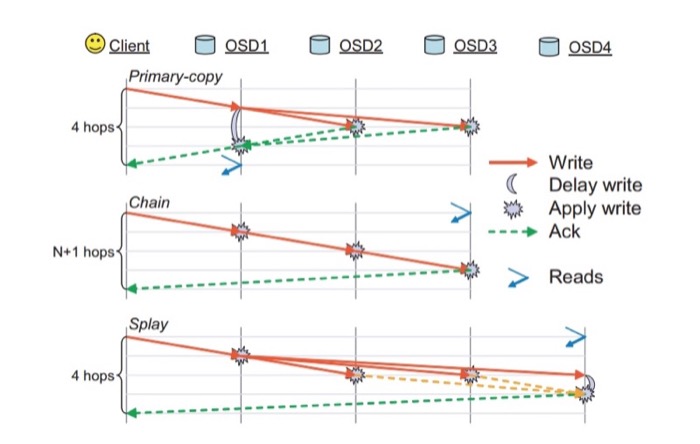 Client OSD1 OSD2 OSD3 OSD4
Primary-copy
4 hops
Write
Delay write
Apply write
Ack
Reads
Chain
N+1 hops
Splay
4 hops